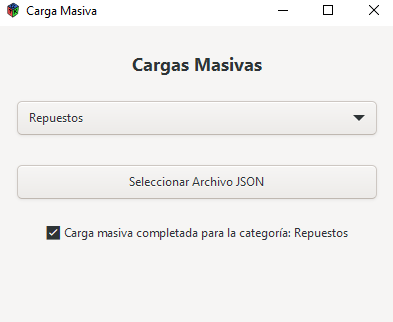 Carga Masiva
Cargas Masivas
Repuestos
Seleccionar Archivo JSON
Carga masiva completada para la categoría: Repuestos